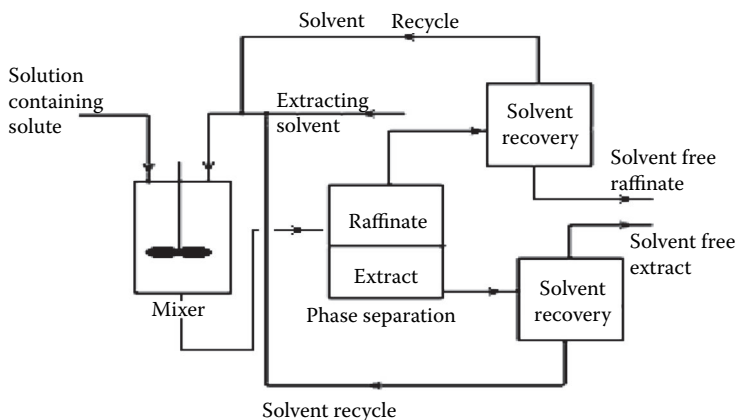 Solvent Recycle
Solution
containing
solute
Extracting
solvent
Solvent
recovery
Solvent free
raffinate
Raffinate
Extract
Solvent free
extract
Solvent
recovery
Mixer
Phase separation
Solvent recycle